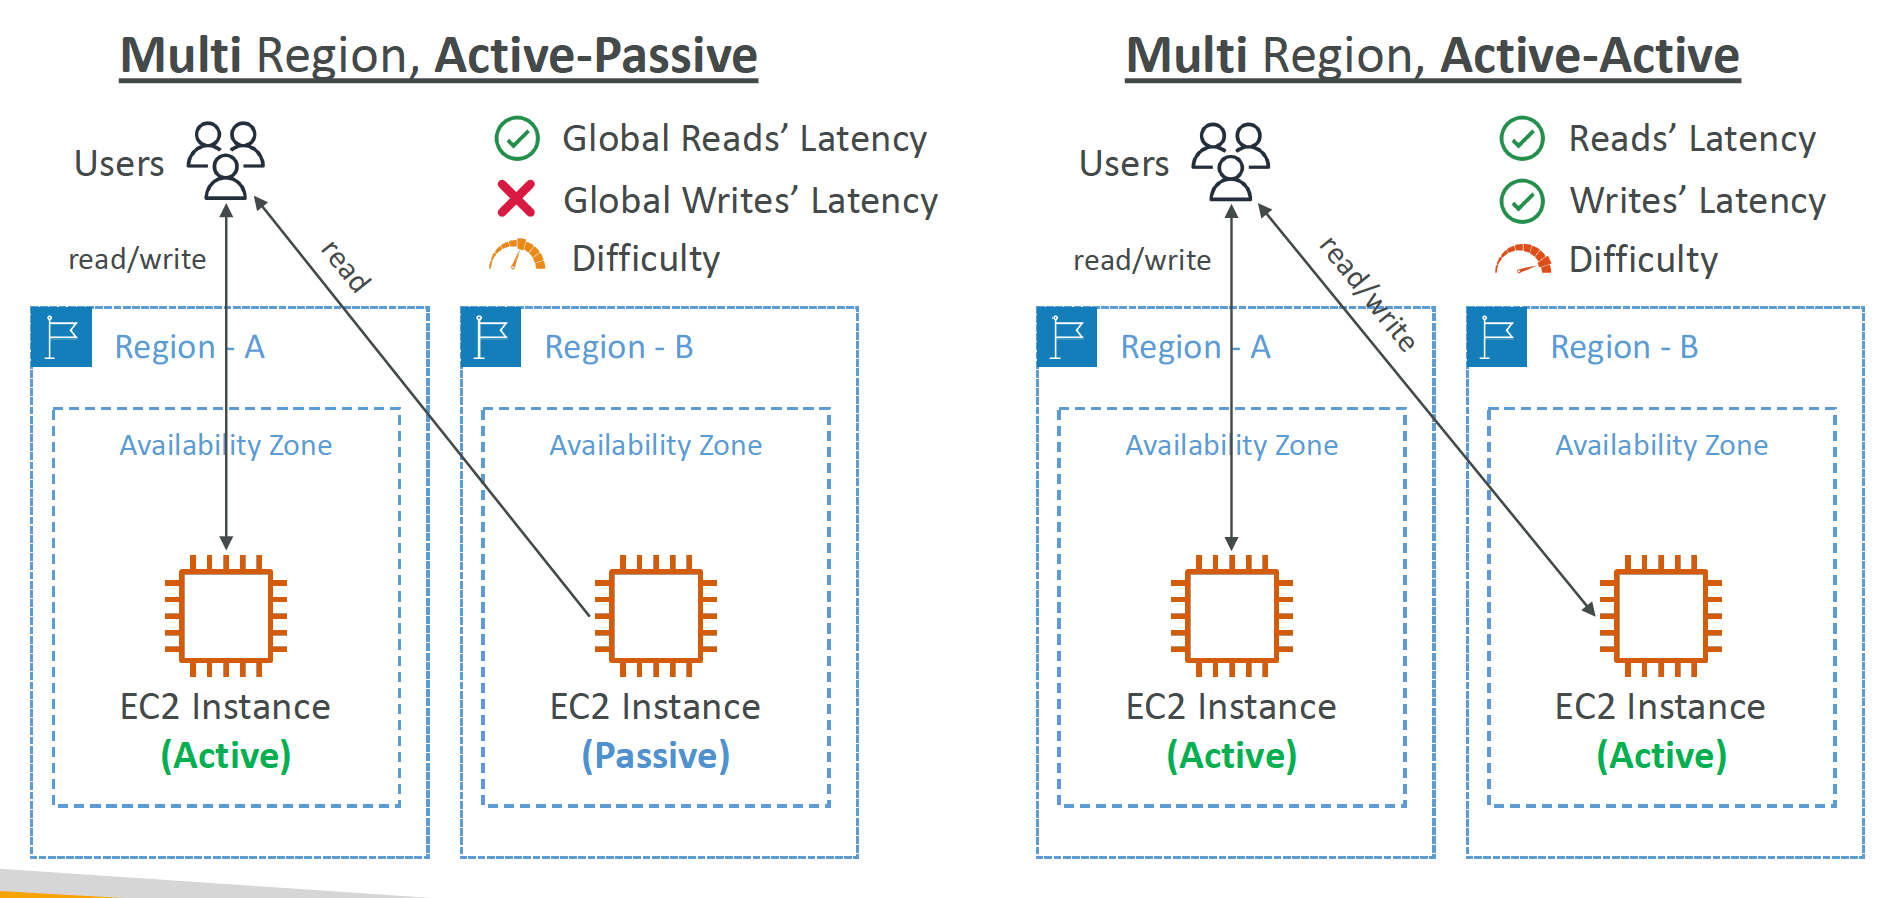 Multi Region, Active-Passive
Users
Global Reads’ Latency
Global Writes’ Latency
Difficulty
read/write
read
Region - A
Availability Zone
EC2 Instance
(Active)
Region - B
Availability Zone
EC2 Instance
(Passive)
Multi Region, Active-Active
Users
Reads’ Latency
Writes’ Latency
Difficulty
read/write
read/write
Region - A
Availability Zone
EC2 Instance
(Active)
Region - B
Availability Zone
EC2 Instance
(Active)